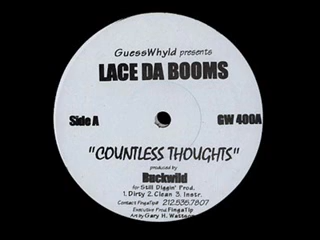 GuessWhyld presents
LACE DA BOOMS
Side A
GW 400A
"COUNTLESS THOUGHTS"
produced by
Buckwild
for Still Diggin' Prod.
1. Dirty 2. Clean 3. Instr.
Contact FingaTip@ 212.536.7807
Executive Prod. FingaTip
Art by Gary H. Wattson